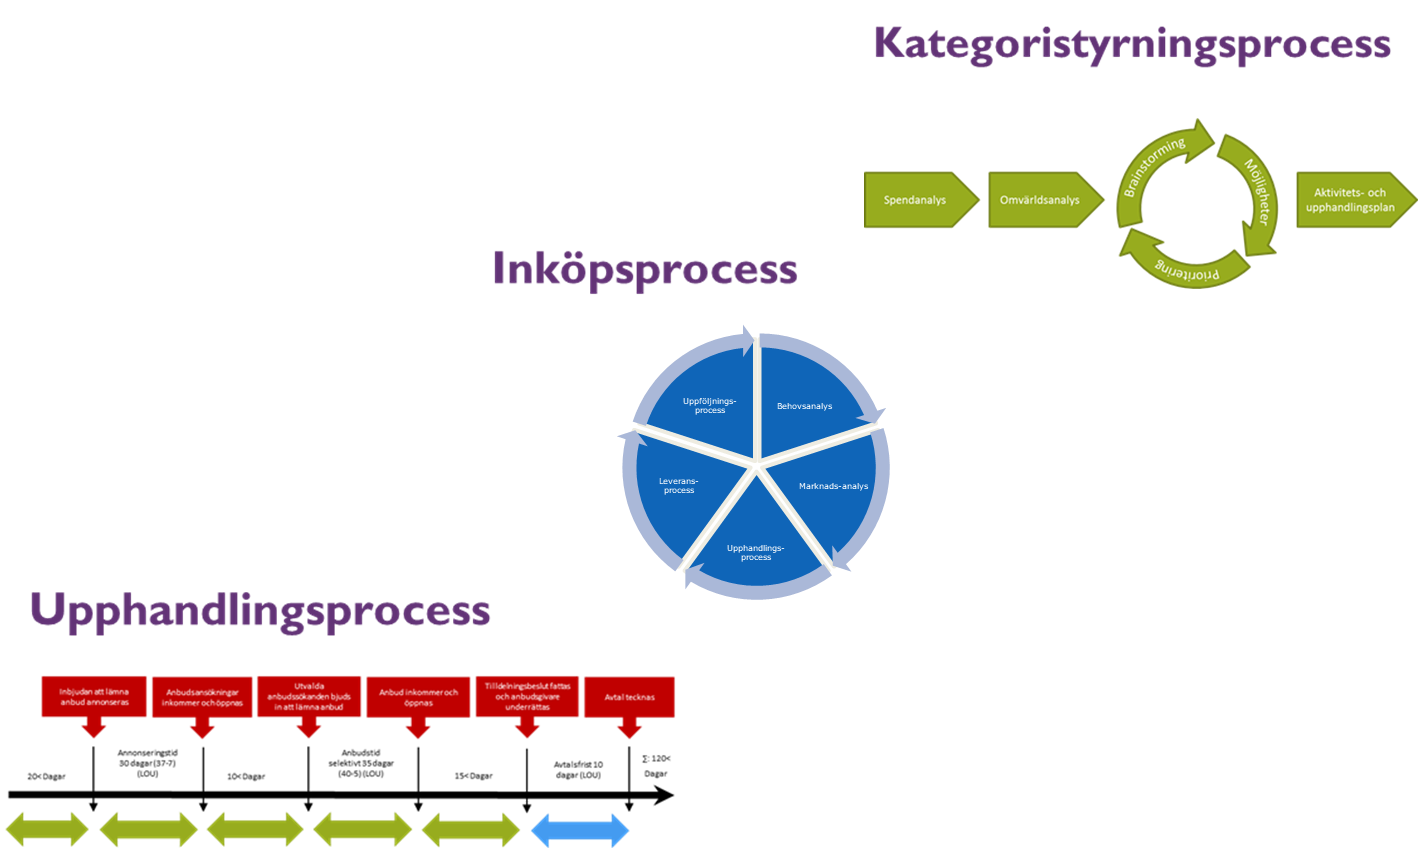 Kategoristyrningsprocess
Spendanalys
Omvärldsanalys
Brainstorming
Möjligheter
Prioritering
Aktivitets- och
upphandlingsplan
Inköpsprocess
Uppföljnings-
process
Behovsanalys
Leverans-
process
Marknads-analys
Upphandlings-
process
Upphandlingsprocess
Inbjudan att lämna
anbud annonseras
Anbudsansökningar
inkommer och öppnas
Utvalda
anbudssökanden bjuds
in att lämna anbud
Anbud inkommer och
öppnas
Tilldelningsbeslut fattas
och anbudsgivare
underrättas
Avtal tecknas
20< Dagar
Annonseringstid
30 dagar (37-7)
(LOU)
10< Dagar
Anbudstid
selektivt 35 dagar
(40-5) (LOU)
15< Dagar
Avtalsfrist 10
dagar (LOU)
∑: 120<
Dagar